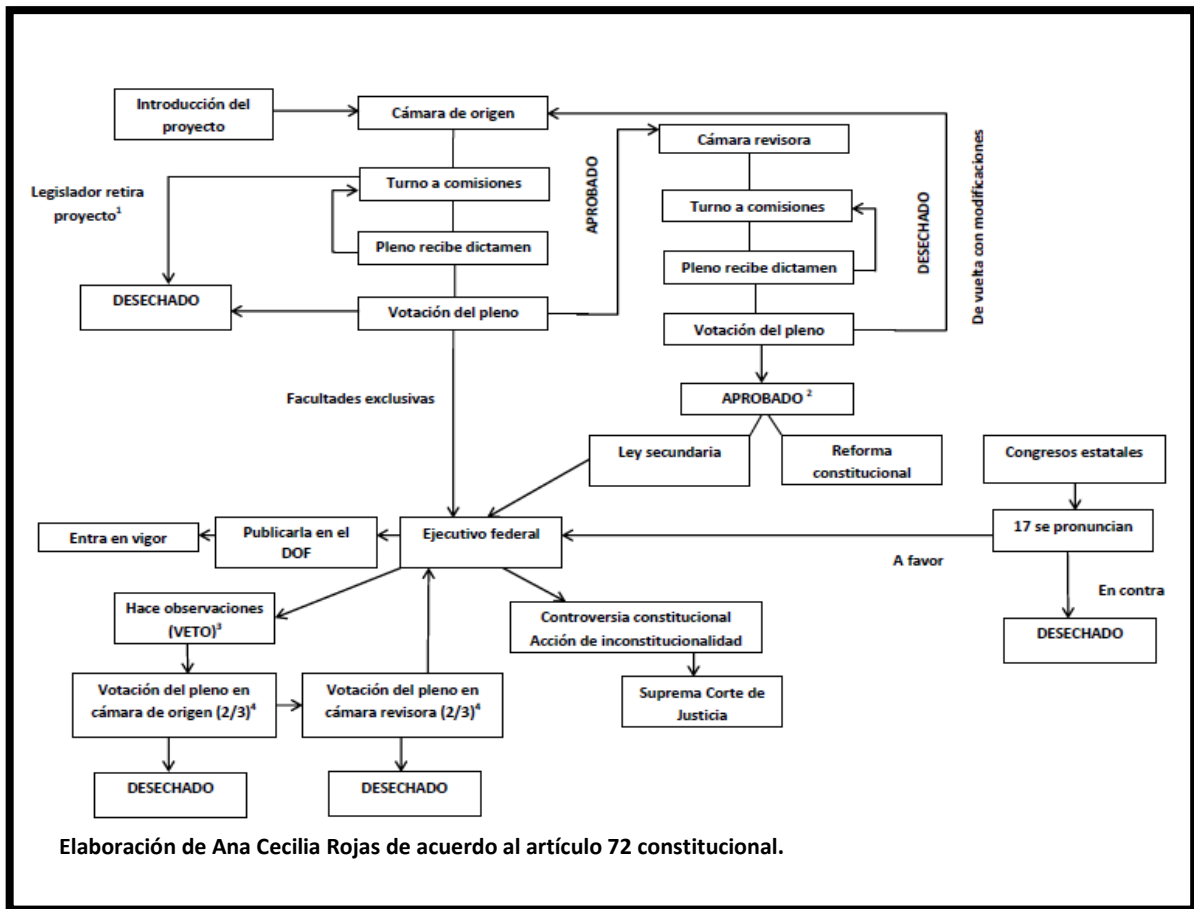 Introducción del
proyecto
Cámara de origen
Cámara revisora
Legislador retira
proyecto¹
Turno a comisiones
APROBADO
Turno a comisiones
DESECHADO
De vuelta con modificaciones
Pleno recibe dictamen
Pleno recibe dictamen
DESECHADO
Votación del pleno
Votación del pleno
Facultades exclusivas
APROBADO ²
Ley secundaria
Reforma
constitucional
Congresos estatales
Entra en vigor
Publicarla en el
DOF
Ejecutivo federal
17 se pronuncian
A favor
En contra
Hace observaciones
(VETO)³
Controversia constitucional
Acción de inconstitucionalidad
DESECHADO
Votación del pleno en
cámara de origen (2/3)⁴
Votación del pleno en
cámara revisora (2/3)⁴
Suprema Corte de
Justicia
DESECHADO
DESECHADO
Elaboración de Ana Cecilia Rojas de acuerdo al artículo 72 constitucional.